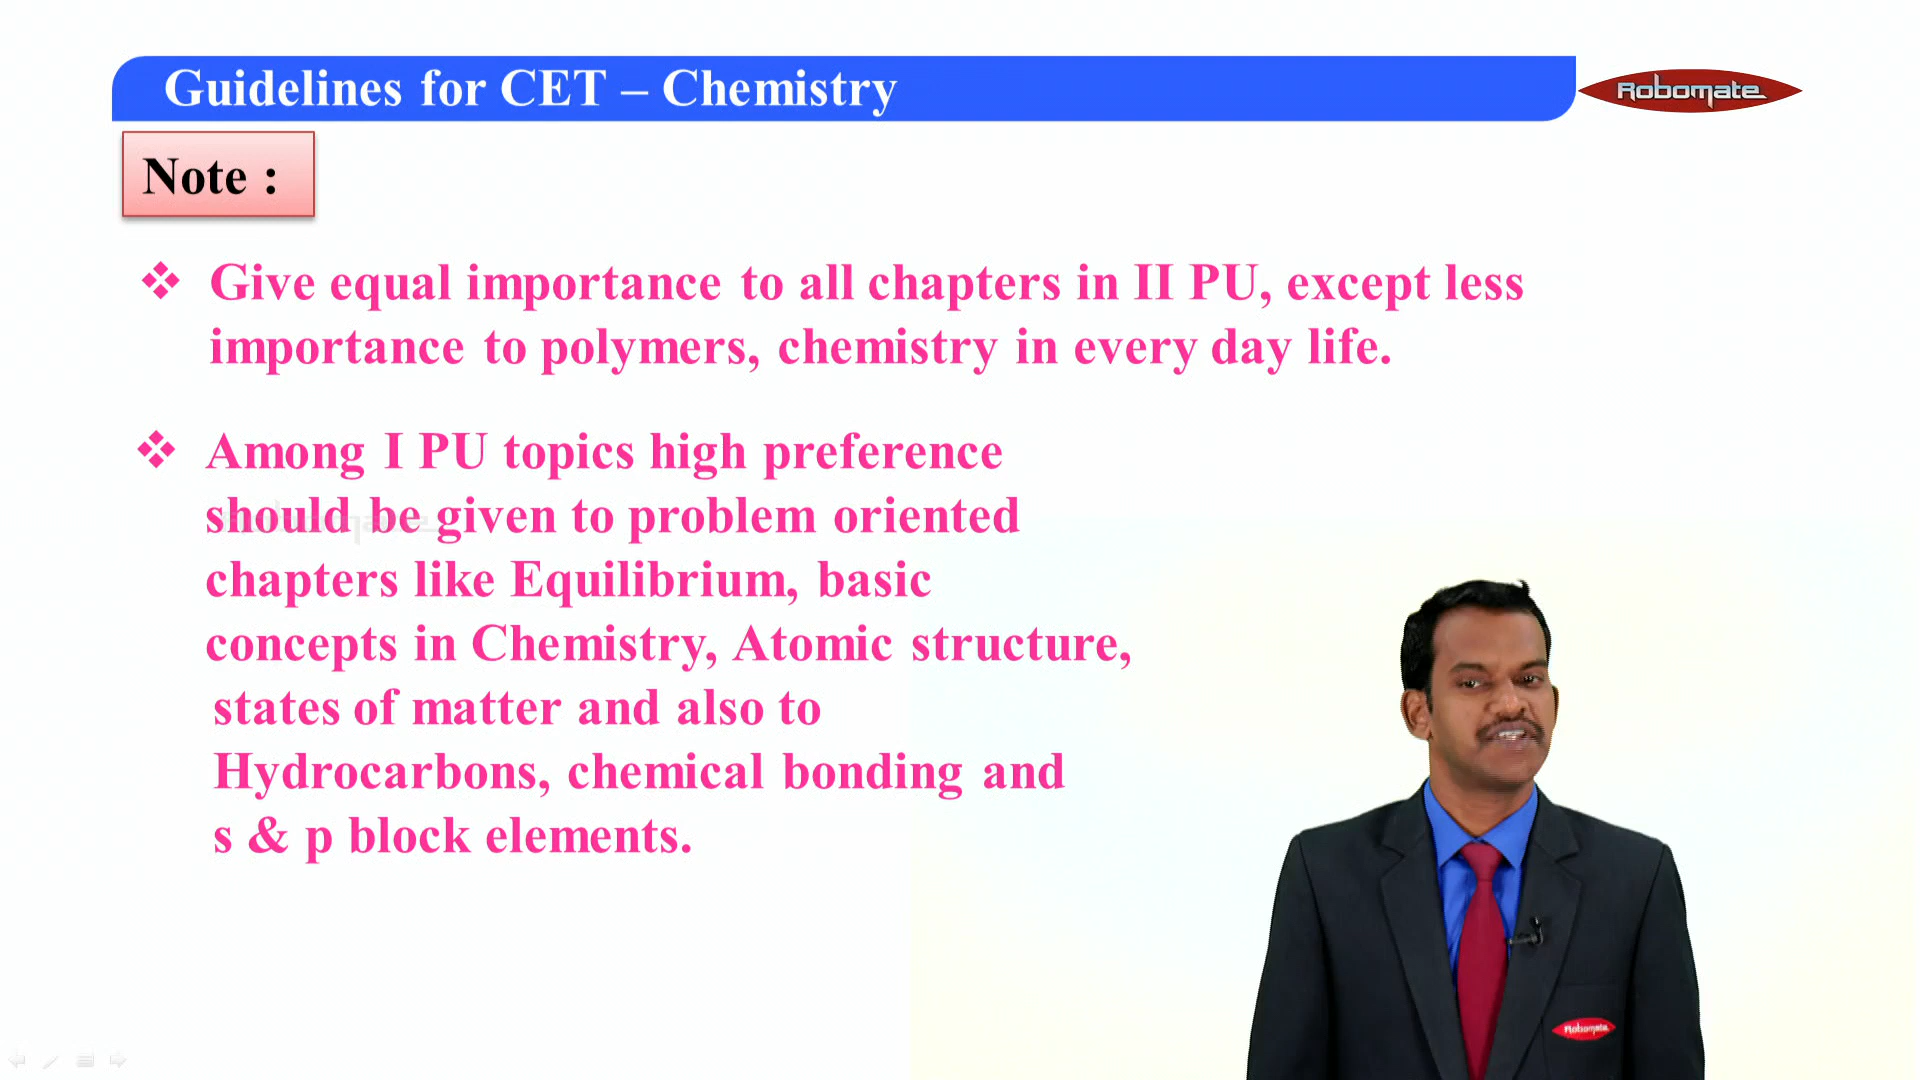 Guidelines for CET – Chemistry
Robomate
Note :
❖ Give equal importance to all chapters in II PU, except less
importance to polymers, chemistry in every day life.
❖ Among I PU topics high preference
should be given to problem oriented
chapters like Equilibrium, basic
concepts in Chemistry, Atomic structure,
states of matter and also to
Hydrocarbons, chemical bonding and
s & p block elements.
Robomate